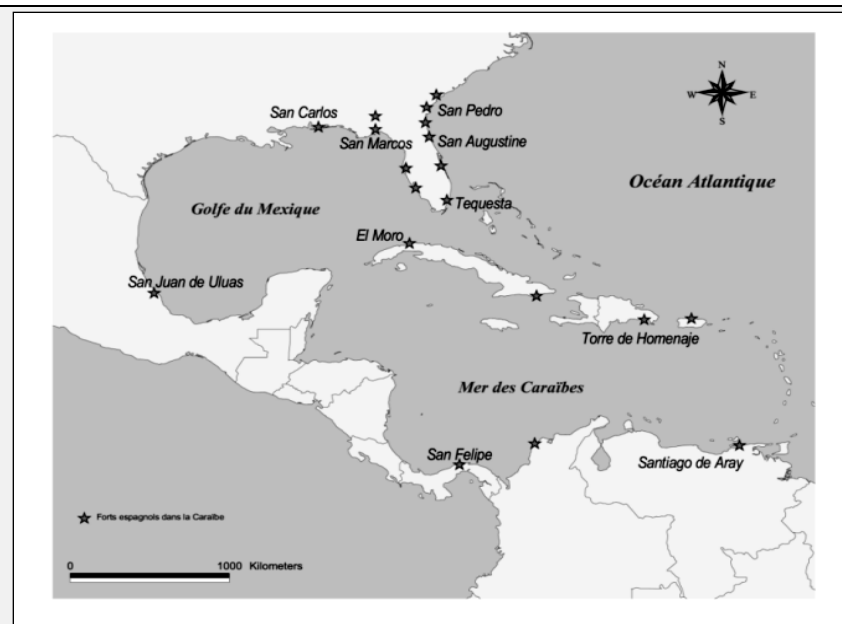 N
W E
S
San Carlos
San Pedro
San Marcos
San Augustine
Océan Atlantique
Golfe du Mexique
Tequesta
El Moro
San Juan de Uluas
Torre de Homenaje
Mer des Caraïbes
San Felipe
Santiago de Aray
Forts espagnols dans la Caraïbe
0 1000 Kilometers